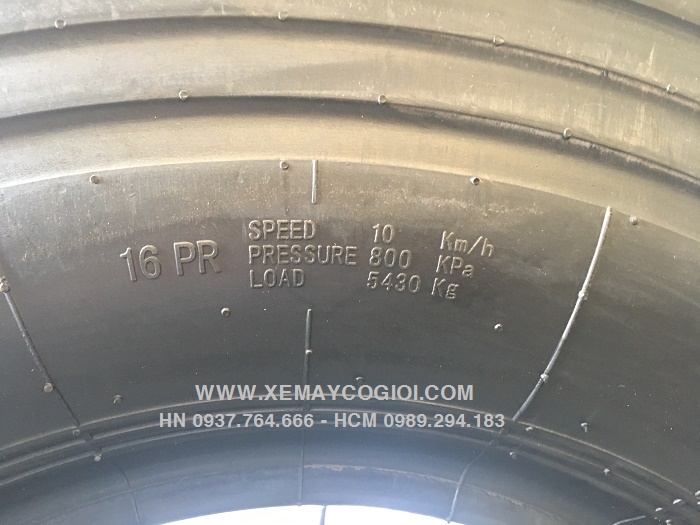 16 PR
SPEED 10 Km/h
PRESSURE 800 KPa
LOAD 5430 Kg
WWW.XEMAYCOGIOI.COM
HN 0937.764.666 - HCM 0989.294.183